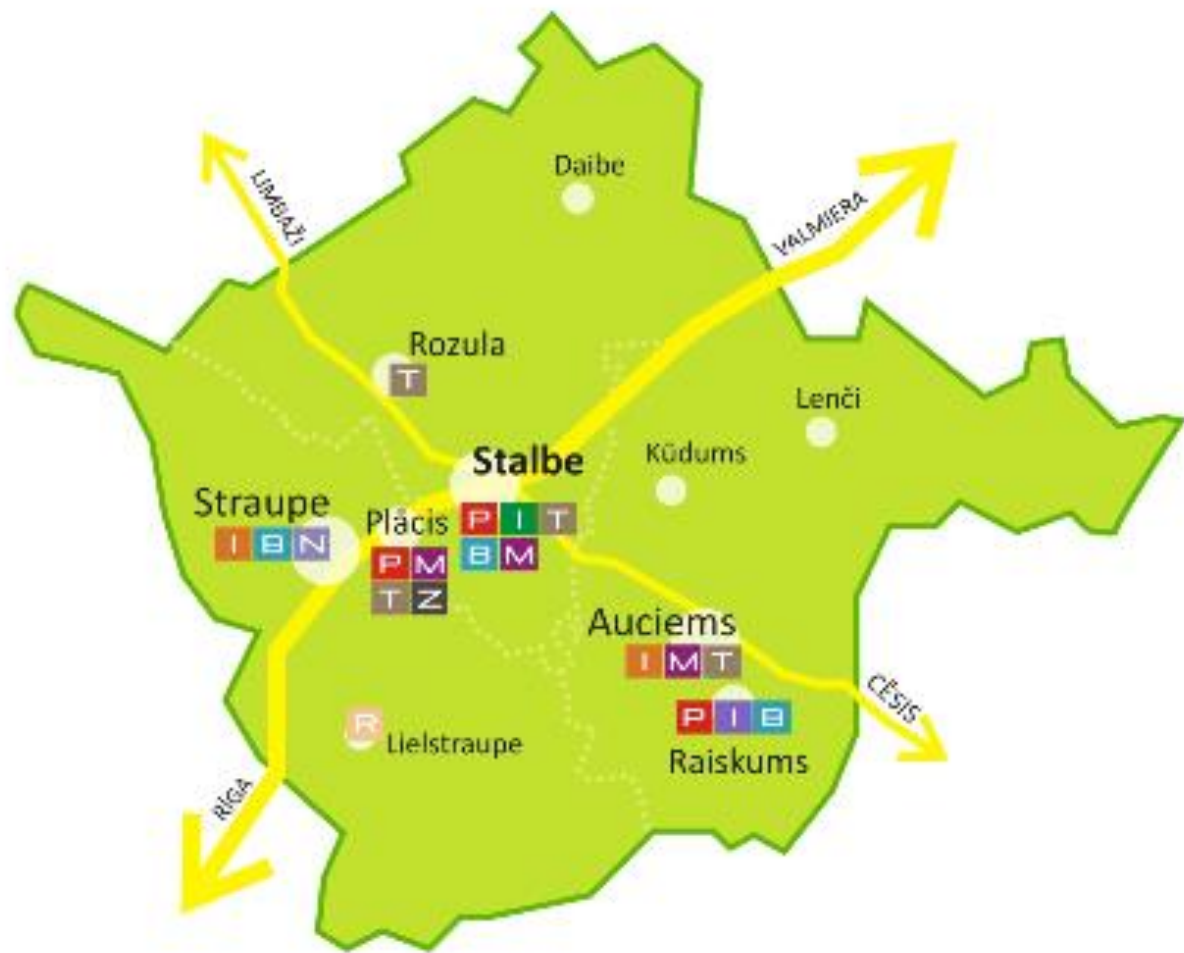 Daibe
LIMBAŽI
VALMIERA
Rozula
T
Lenči
Stalbe
Kūdums
Straupe
I B N
Plācis
P M
T Z
P I T
B M
Auciems
I M T
CĒSIS
P I B
Raiskums
R
Lielstraupe
RĪGA